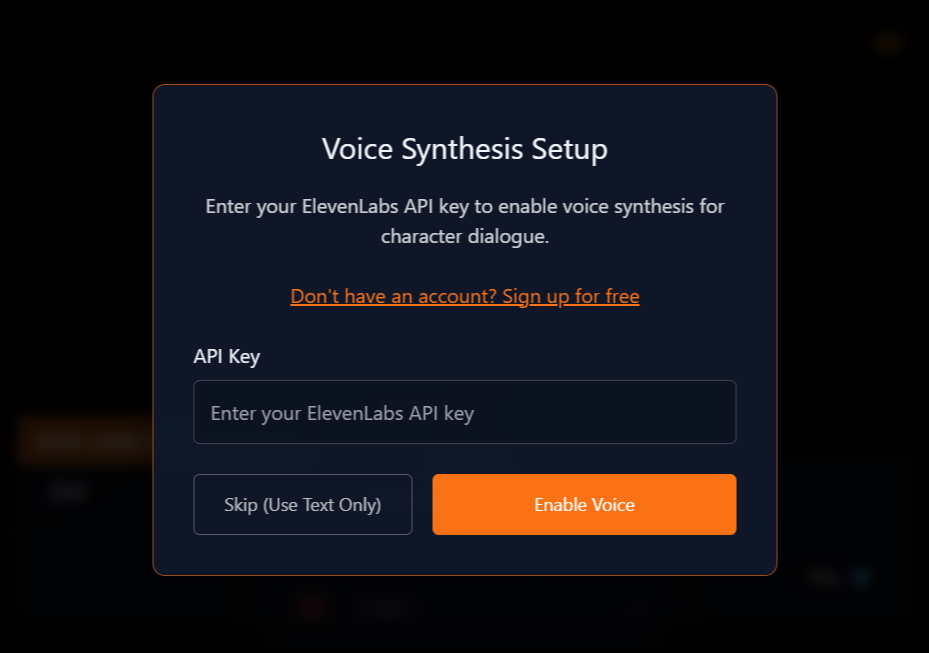 Voice Synthesis Setup
Enter your ElevenLabs API key to enable voice synthesis for
character dialogue.
Don't have an account? Sign up for free
API Key
Enter your ElevenLabs API key
Skip (Use Text Only)
Enable Voice